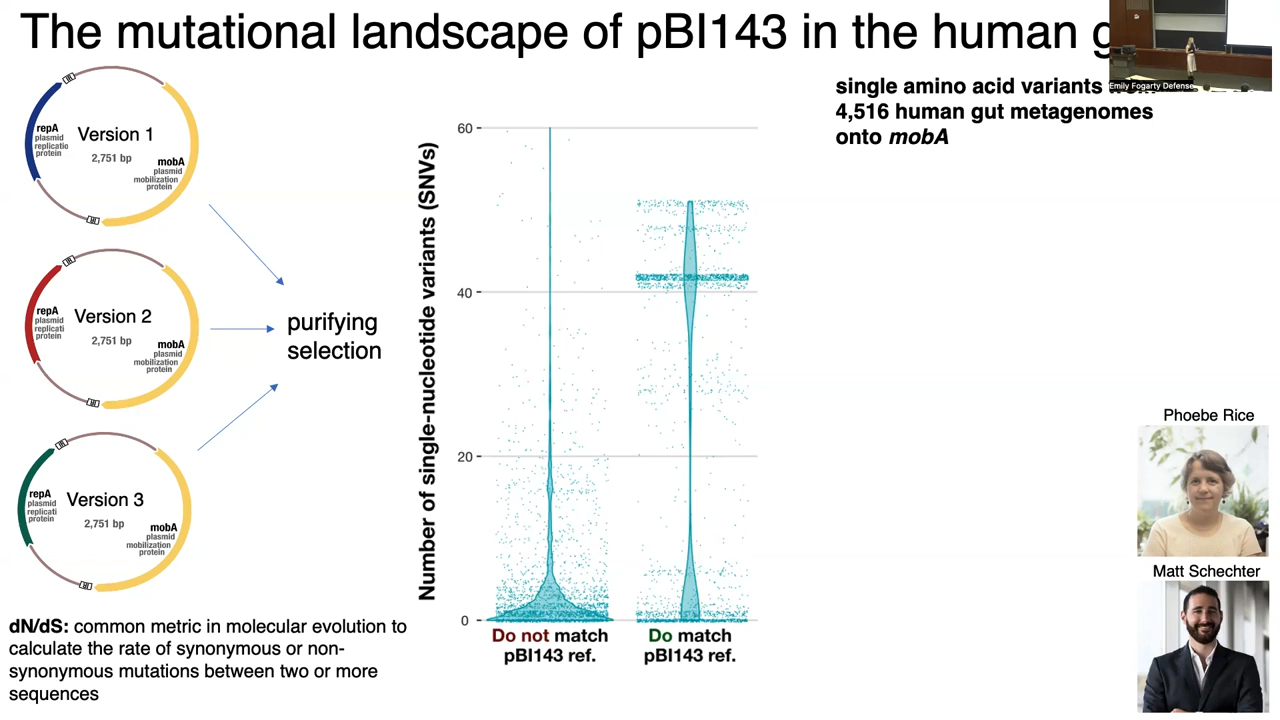 The mutational landscape of pBI143 in the human g
Emily Fogarty Defense
single amino acid variants
4,516 human gut metagenomes
onto mobA
repA
plasmid
replicatio
protein
Version 1
2,751 bp
mobA
plasmid
mobilization
protein
repA
plasmid
replicati
protein
Version 2
2,751 bp
mobA
plasmid
mobilization
protein
repA
plasmid
replicati
protein
Version 3
2,751 bp
mobA
plasmid
mobilization
protein
purifying
selection
Number of single-nucleotide variants (SNVs)
60
40
20
0
Do not match
pBI143 ref.
Do match
pBI143 ref.
Phoebe Rice
Matt Schechter
dN/dS: common metric in molecular evolution to
calculate the rate of synonymous or non-
synonymous mutations between two or more
sequences